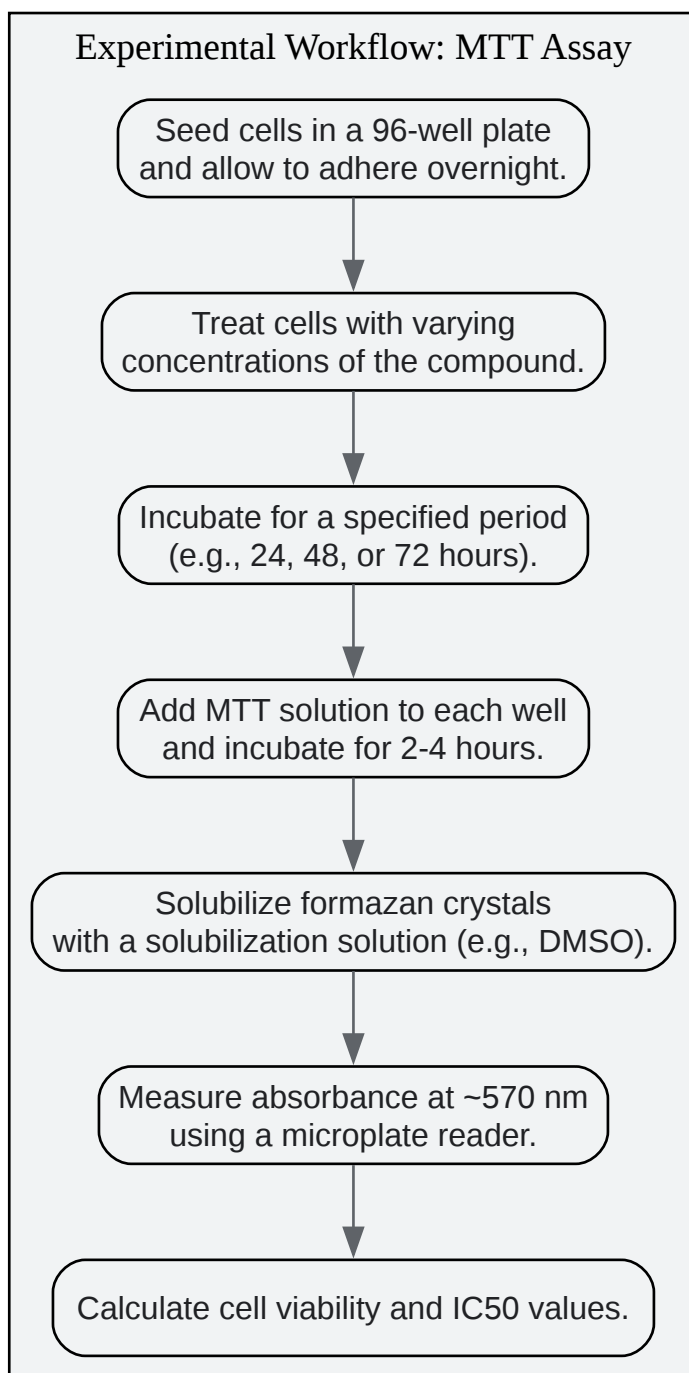 Experimental Workflow: MTT Assay
Seed cells in a 96-well plate
and allow to adhere overnight.
Treat cells with varying
concentrations of the compound.
Incubate for a specified period
(e.g., 24, 48, or 72 hours).
Add MTT solution to each well
and incubate for 2-4 hours.
Solubilize formazan crystals
with a solubilization solution (e.g., DMSO).
Measure absorbance at ~570 nm
using a microplate reader.
Calculate cell viability and IC50 values.